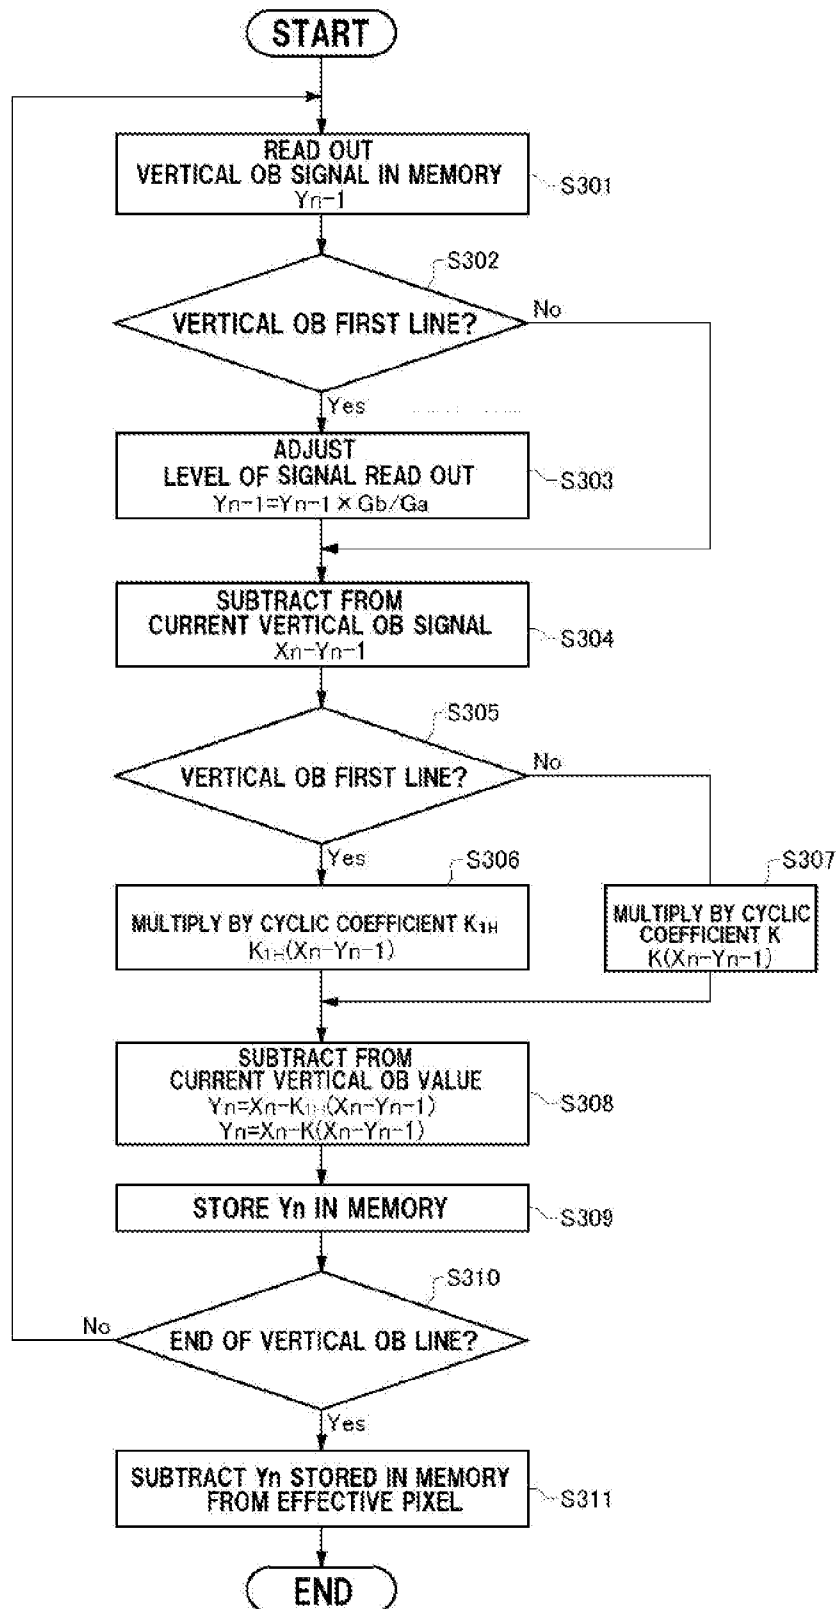 START
READ OUT
VERTICAL OB SIGNAL IN MEMORY
Yn-1
S301
S302
VERTICAL OB FIRST LINE?
No
Yes
ADJUST
LEVEL OF SIGNAL READ OUT
Yn-1=Yn-1×Gb/Ga
S303
SUBTRACT FROM
CURRENT VERTICAL OB SIGNAL
Xn-Yn-1
S304
S305
VERTICAL OB FIRST LINE?
No
Yes
S306
MULTIPLY BY CYCLIC COEFFICIENT K1H
K1H(Xn-Yn-1)
S307
MULTIPLY BY CYCLIC
COEFFICIENT K
K(Xn-Yn-1)
SUBTRACT FROM
CURRENT VERTICAL OB VALUE
Yn=Xn-K1H(Xn-Yn-1)
Yn=Xn-K(Xn-Yn-1)
S308
STORE Yn IN MEMORY
S309
S310
END OF VERTICAL OB LINE?
No
Yes
SUBTRACT Yn STORED IN MEMORY
FROM EFFECTIVE PIXEL
S311
END